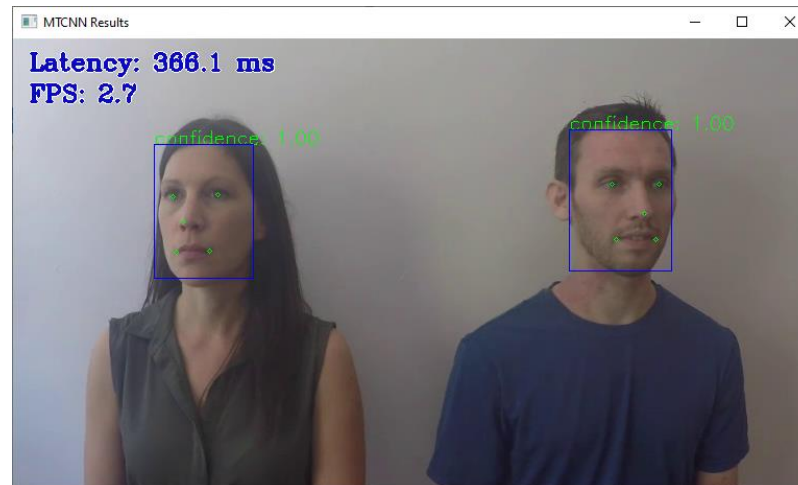 MTCNN Results
Latency: 366.1 ms
FPS: 2.7
confidence: 1.00
confidence: 1.00